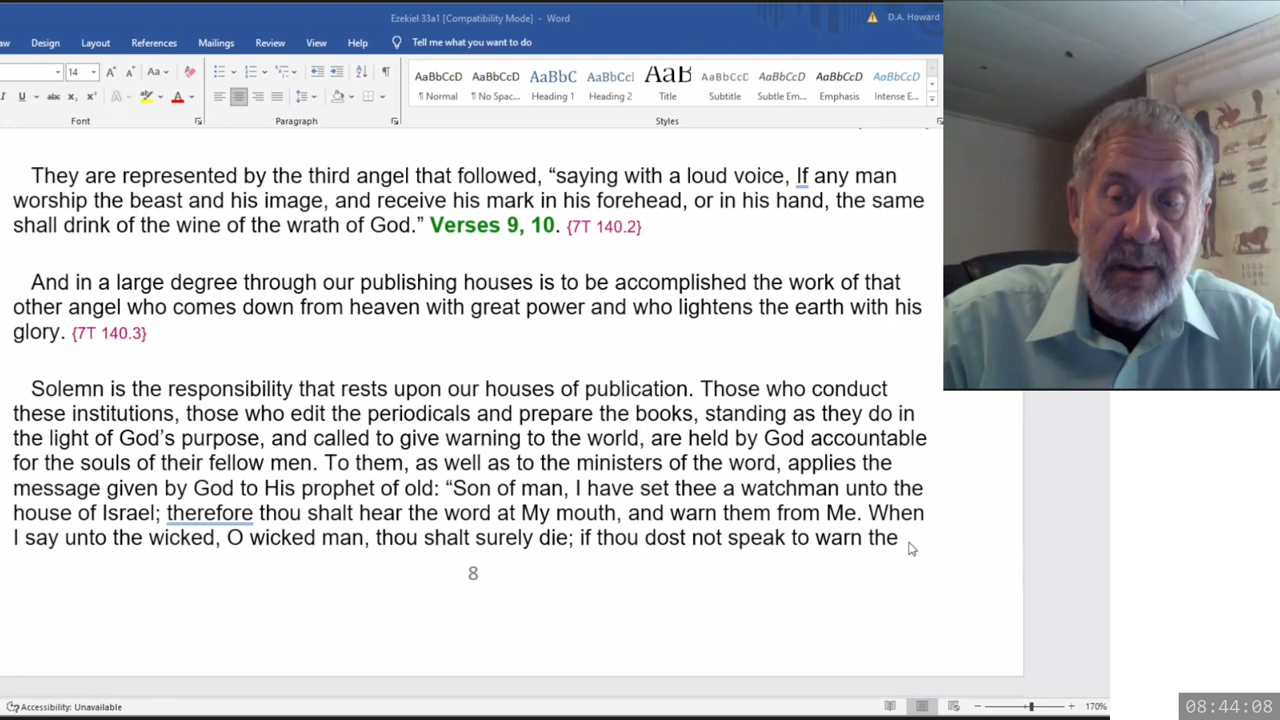 Ezekiel 33a1 [Compatibility Mode] - Word
D.A. Howard
aw Design Layout References Mailings Review View Help Tell me what you want to do
14 A A Aa
AaBbCcD AaBbCcD AaBbC AaBbCcI AaB AaBbCcC AaBbCcD AaBbCcD AaBbCcD
I U abc X₂ X² A A
¶ Normal ¶ No Spac... Heading 1 Heading 2 Title Subtitle Subtle Em... Emphasis Intense E...
Font Paragraph Styles
They are represented by the third angel that followed, “saying with a loud voice, If any man
worship the beast and his image, and receive his mark in his forehead, or in his hand, the same
shall drink of the wine of the wrath of God.” Verses 9, 10. {7T 140.2}
And in a large degree through our publishing houses is to be accomplished the work of that
other angel who comes down from heaven with great power and who lightens the earth with his
glory. {7T 140.3}
Solemn is the responsibility that rests upon our houses of publication. Those who conduct
these institutions, those who edit the periodicals and prepare the books, standing as they do in
the light of God’s purpose, and called to give warning to the world, are held by God accountable
for the souls of their fellow men. To them, as well as to the ministers of the word, applies the
message given by God to His prophet of old: “Son of man, I have set thee a watchman unto the
house of Israel; therefore thou shalt hear the word at My mouth, and warn them from Me. When
I say unto the wicked, O wicked man, thou shalt surely die; if thou dost not speak to warn the
8
Accessibility: Unavailable
170%
08:44:08